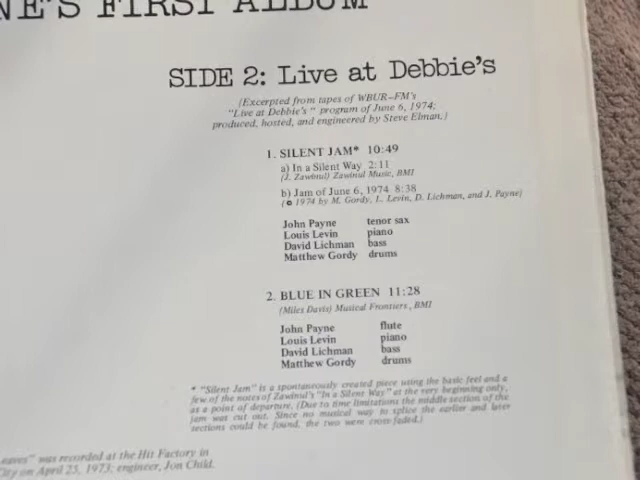 NE'S FIRST ALBUM
SIDE 2: Live at Debbie's
(Excerpted from tapes of WBUR-FM's
"Live at Debbie's" program of June 6, 1974;
produced, hosted, and engineered by Steve Elman.)
1. SILENT JAM* 10:49
a) In a Silent Way 2:11
(J. Zawinul) Zawinul Music, BMI
b) Jam of June 6, 1974 8:38
(℗ 1974 by M. Gordy, L. Levin, D. Lichman, and J. Payne)
John Payne tenor sax
Louis Levin piano
David Lichman bass
Matthew Gordy drums
2. BLUE IN GREEN 11:28
(Miles Davis) Musical Frontiers, BMI
John Payne flute
Louis Levin piano
David Lichman bass
Matthew Gordy drums
* "Silent Jam" is a spontaneously created piece using the basic feel and a
few of the notes of Zawinul's "In a Silent Way" at the very beginning only,
as a point of departure. (Due to time limitations the middle section of the
jam was cut out. Since no musical way to splice the earlier and later
sections could be found, the two were cross-faded.)
eaves" was recorded at the Hit Factory in
City on April 25, 1973; engineer, Jon Child.